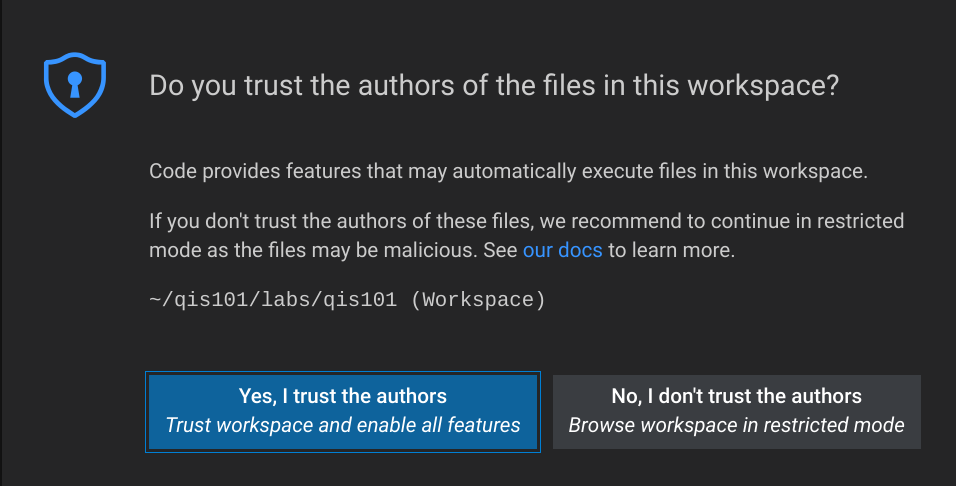 Do you trust the authors of the files in this workspace?
Code provides features that may automatically execute files in this workspace.
If you don't trust the authors of these files, we recommend to continue in restricted
mode as the files may be malicious. See our docs to learn more.
~/qis101/labs/qis101 (Workspace)
Yes, I trust the authors
Trust workspace and enable all features
No, I don't trust the authors
Browse workspace in restricted mode